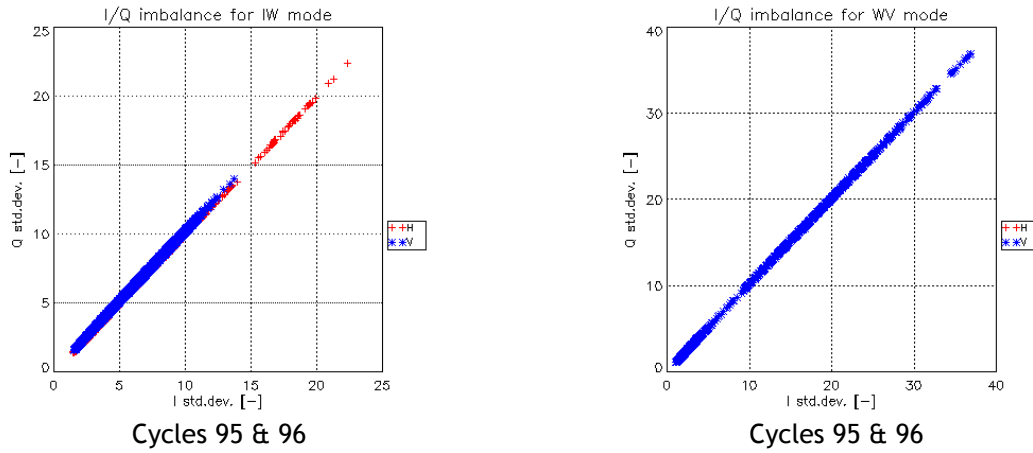 I/Q imbalance for IW mode
25
20
15
10
5
0
Q std.dev. [-]
0 5 10 15 20 25
I std.dev. [-]
++H
**V
Cycles 95 & 96
I/Q imbalance for WV mode
40
30
20
10
0
Q std.dev. [-]
0 10 20 30 40
I std.dev. [-]
++H
**V
Cycles 95 & 96